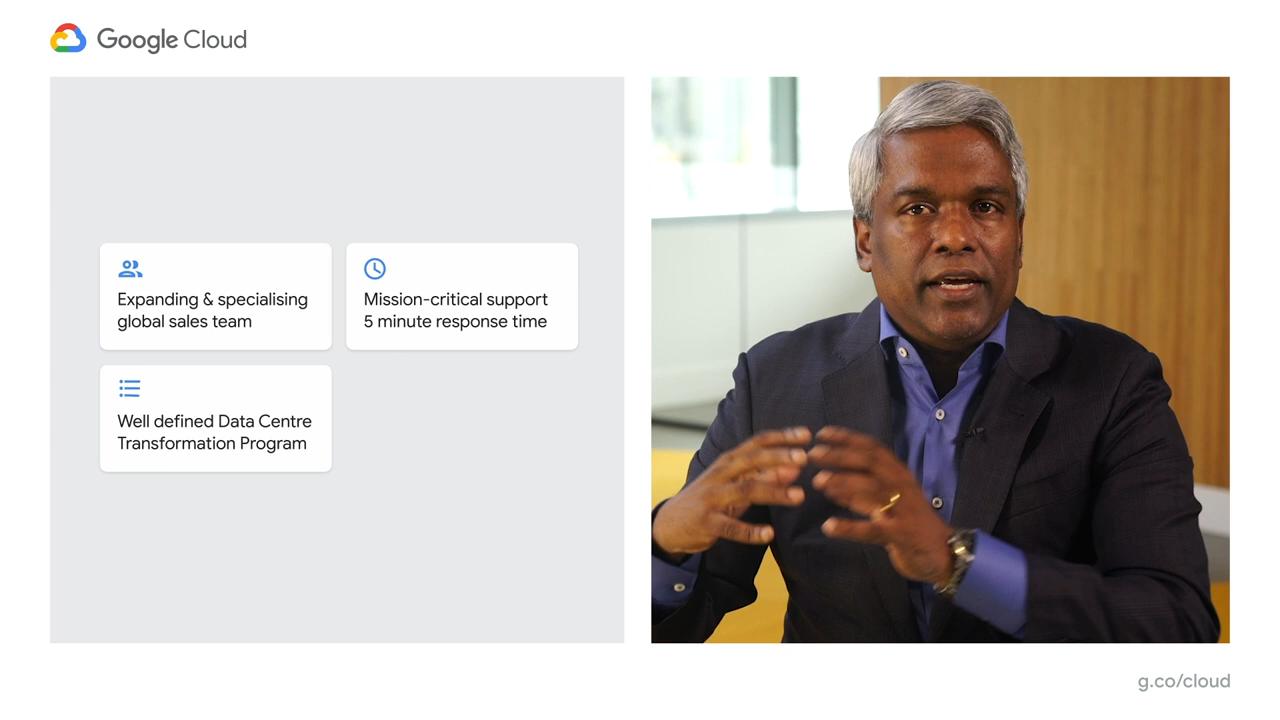 Google Cloud
Expanding & specialising
global sales team
Mission-critical support
5 minute response time
Well defined Data Centre
Transformation Program
g.co/cloud